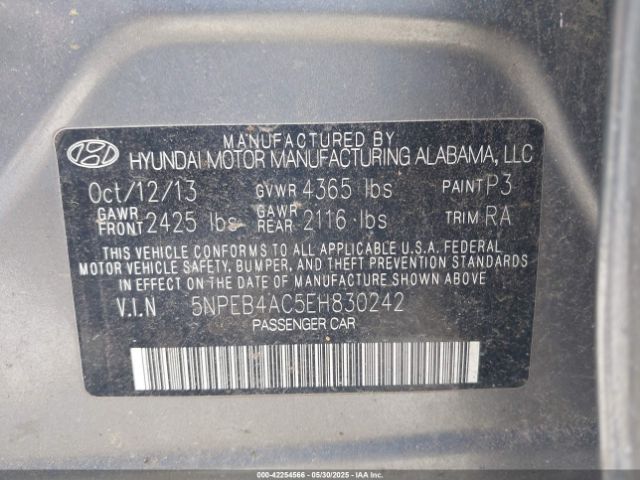 MANUFACTURED BY
HYUNDAI MOTOR MANUFACTURING ALABAMA, LLC
Oct/12/13 GVWR 4365 lbs PAINT P3
GAWR FRONT 2425 lbs GAWR REAR 2116 lbs TRIM RA
THIS VEHICLE CONFORMS TO ALL APPLICABLE U.S.A. FEDERAL
MOTOR VEHICLE SAFETY, BUMPER, AND THEFT PREVENTION STANDARDS
IN EFFECT ON THE DATE OF MANUFACTURE SHOWN ABOVE.
V.I.N 5NPEB4AC5EH830242
PASSENGER CAR
000-42254566 - 05/30/2025 - IAAI.COM